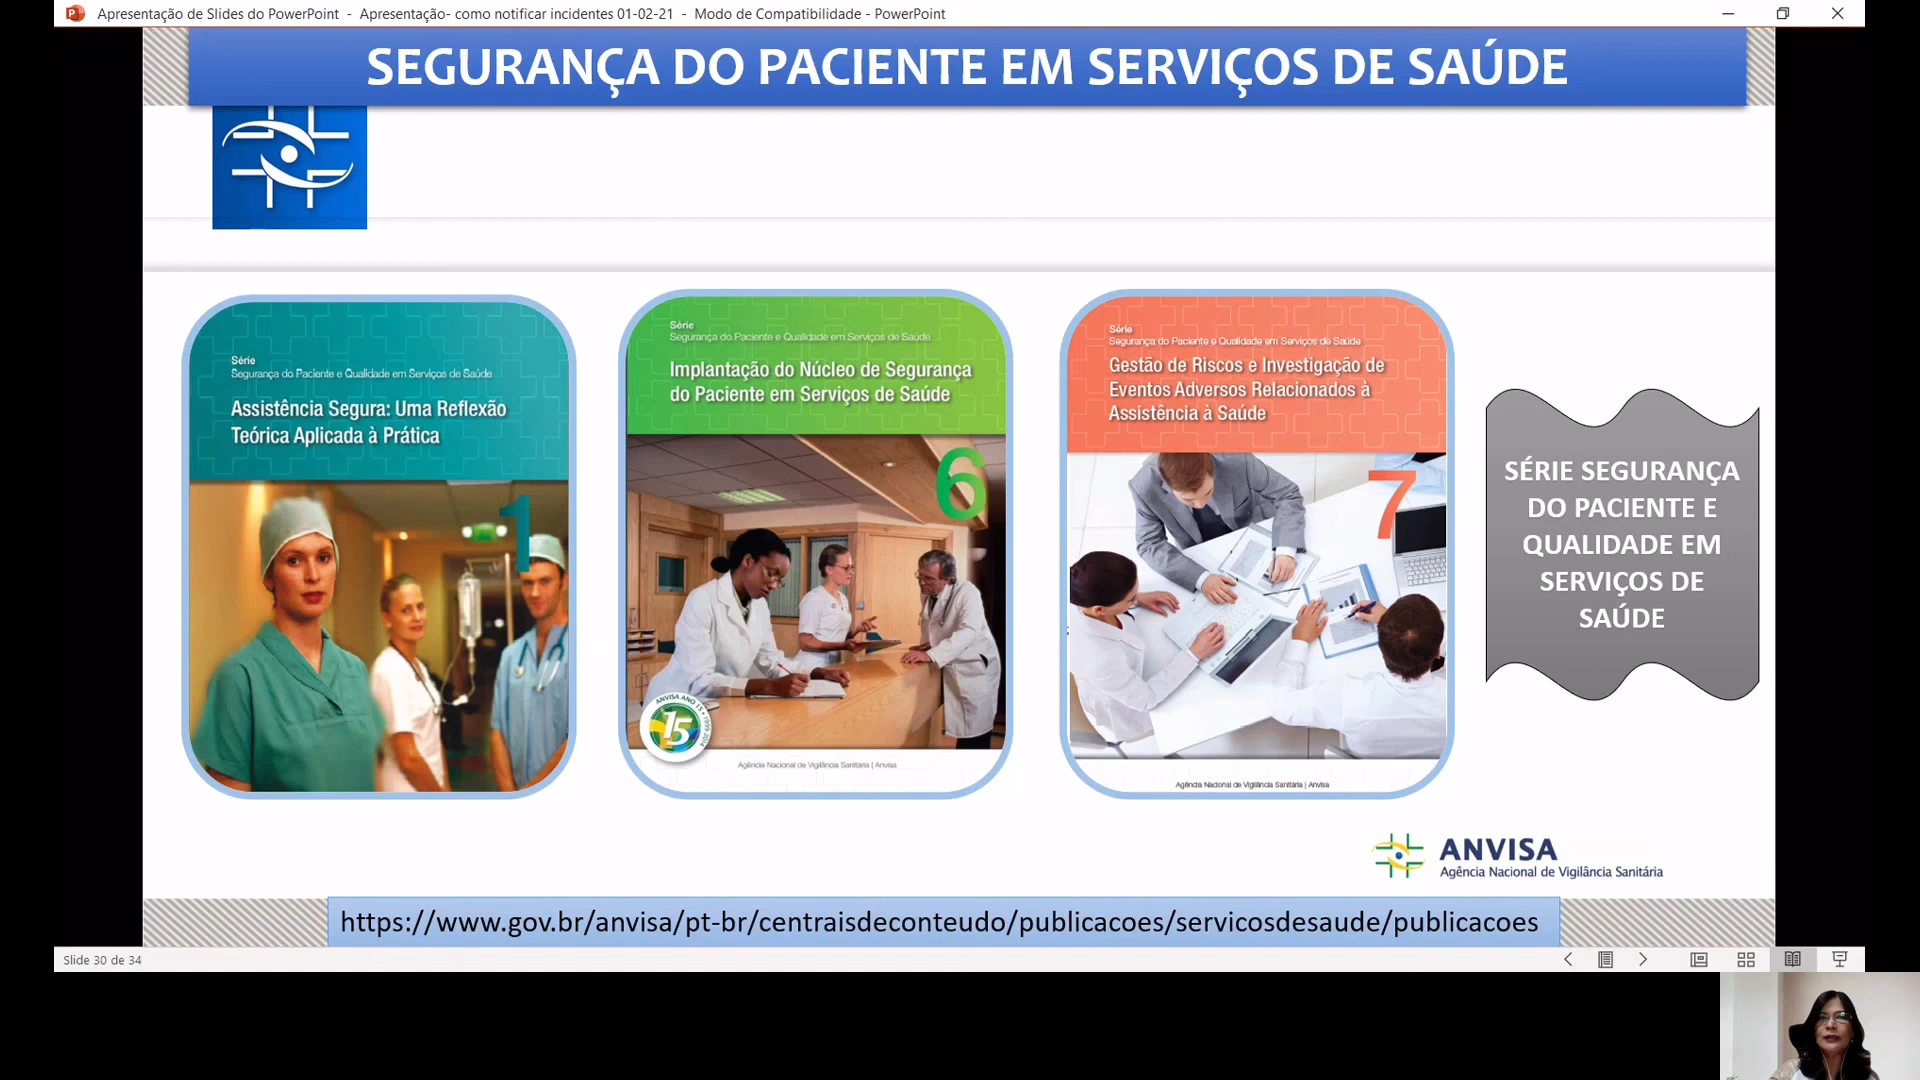 Apresentação de Slides do PowerPoint - Apresentação- como notificar incidentes 01-02-21 - Modo de Compatibilidade - PowerPoint
SEGURANÇA DO PACIENTE EM SERVIÇOS DE SAÚDE
Série
Segurança do Paciente e Qualidade em Serviços de Saúde
Assistência Segura: Uma Reflexão
Teórica Aplicada à Prática
1
Série
Segurança do Paciente e Qualidade em Serviços de Saúde
Implantação do Núcleo de Segurança
do Paciente em Serviços de Saúde
6
ANVISA ANO 15 • 1999-2014
15
Agência Nacional de Vigilância Sanitária | Anvisa
Série
Segurança do Paciente e Qualidade em Serviços de Saúde
Gestão de Riscos e Investigação de
Eventos Adversos Relacionados à
Assistência à Saúde
7
Agência Nacional de Vigilância Sanitária | Anvisa
SÉRIE SEGURANÇA
DO PACIENTE E
QUALIDADE EM
SERVIÇOS DE
SAÚDE
ANVISA
Agência Nacional de Vigilância Sanitária
https://www.gov.br/anvisa/pt-br/centraisdeconteudo/publicacoes/servicosdesaude/publicacoes
Slide 30 de 34